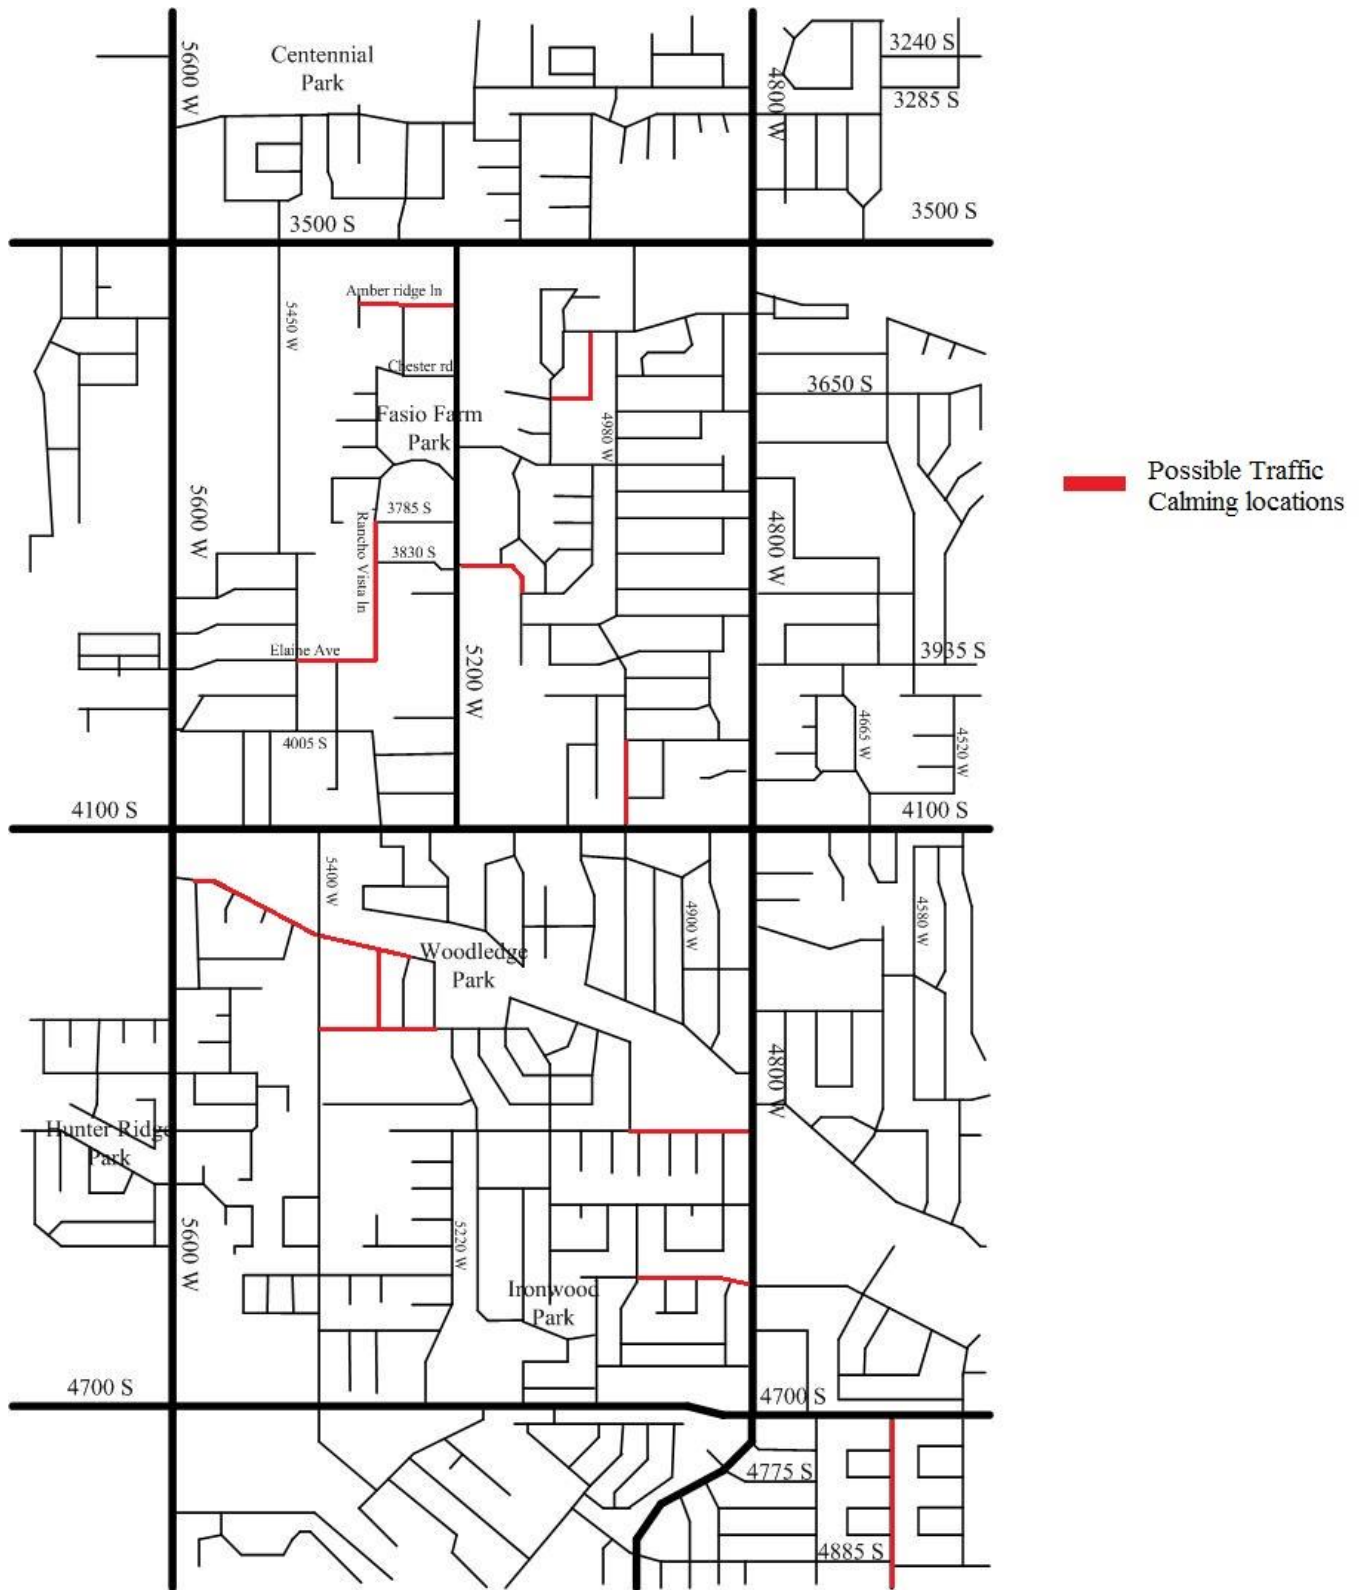 3240 S
5600 W
Centennial
Park
4800 W
3285 S
3500 S
3500 S
Amber ridge ln
5450 W
Chester rd
3650 S
Fasio Farm
Park
4980 W
Possible Traffic
Calming locations
5600 W
3785 S
Rancho Vista ln
4800 W
3830 S
Elaine Ave
5200 W
3935 S
4665 W
4520 W
4005 S
4100 S
4100 S
5400 W
4900 W
4580 W
Woodledge
Park
4800 W
Hunter Ridge
Park
5600 W
5220 W
Ironwood
Park
4700 S
4700 S
4775 S
4885 S